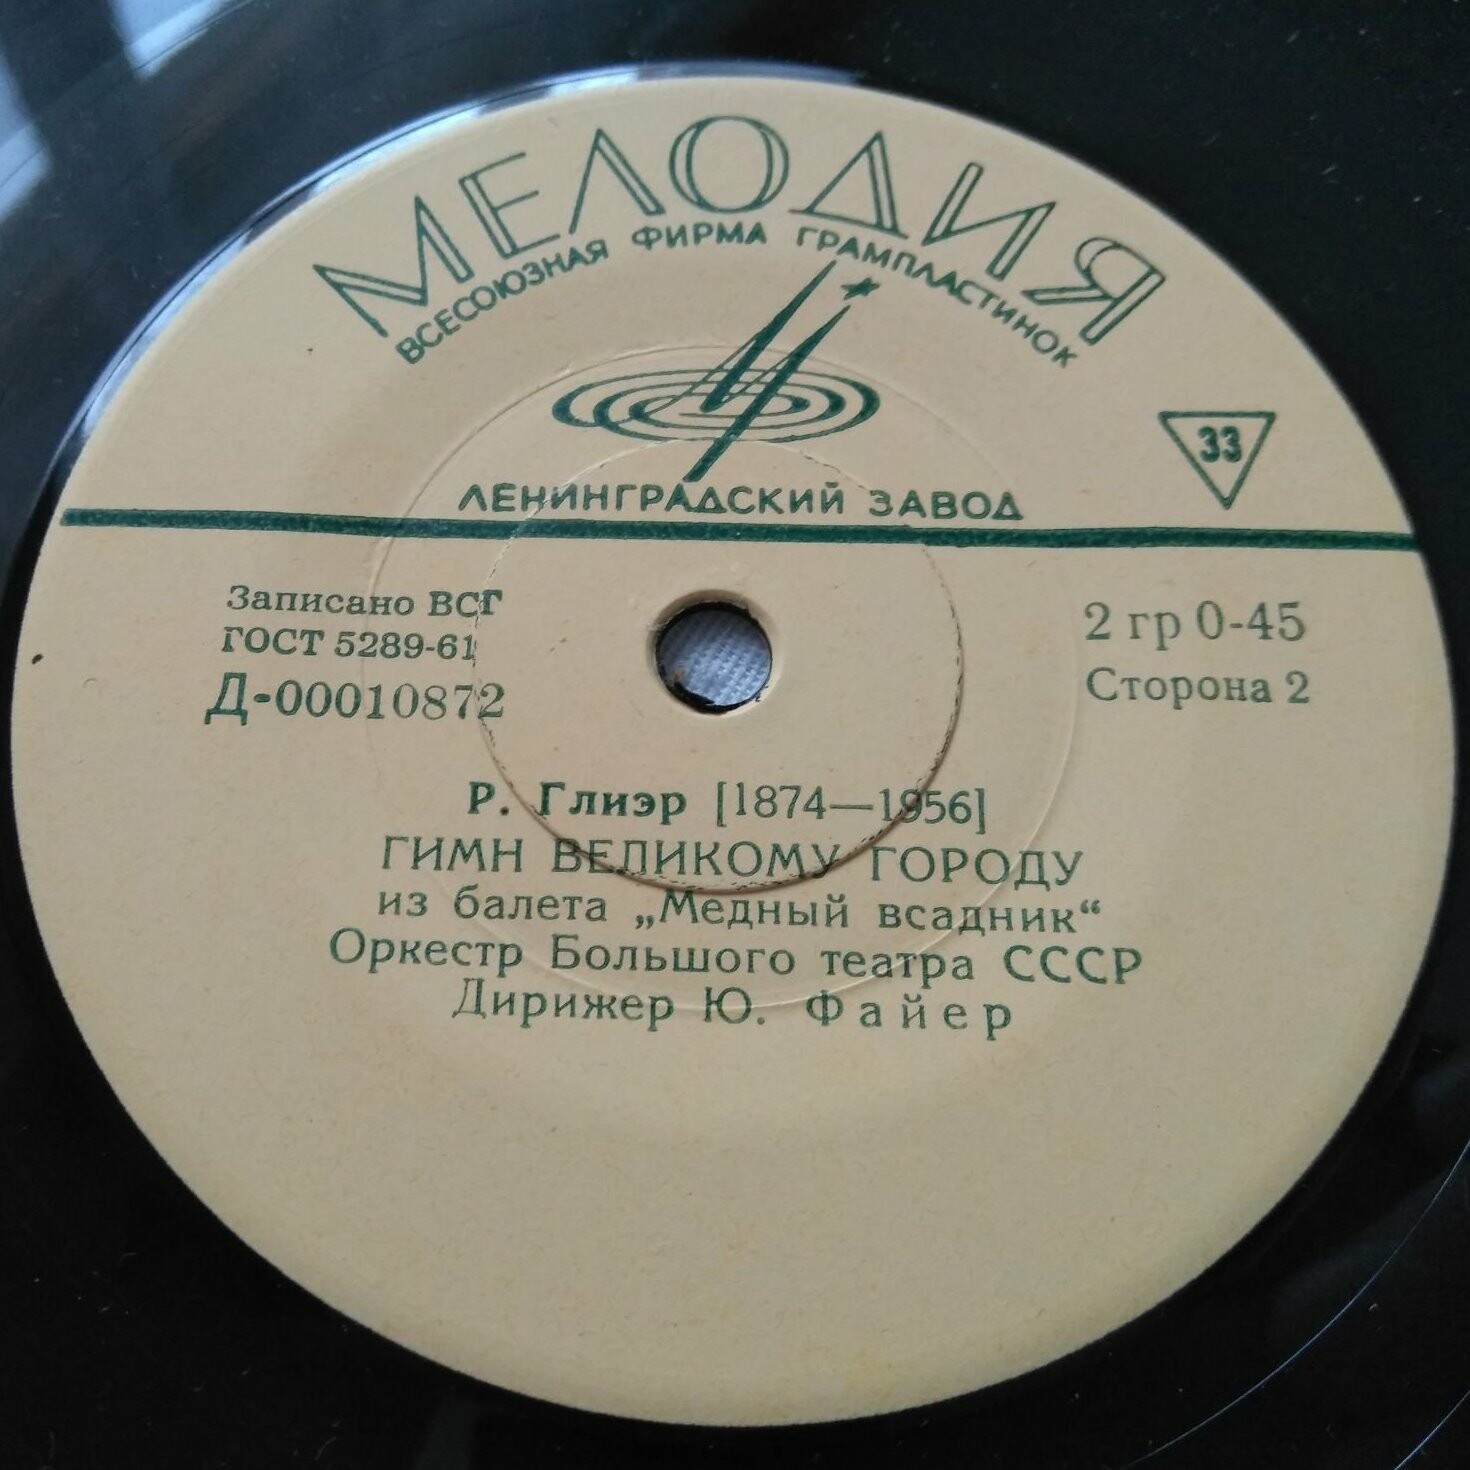 МЕЛОДИЯ
ВСЕСОЮЗНАЯ ФИРМА ГРАМПЛАСТИНОК
33
ЛЕНИНГРАДСКИЙ ЗАВОД
Записано ВСГ
ГОСТ 5289-61
Д-00010872
2 гр 0-45
Сторона 2
Р. Глиэр [1874—1956]
ГИМН ВЕЛИКОМУ ГОРОДУ
из балета „Медный всадник“
Оркестр Большого театра СССР
Дирижер Ю. Файер